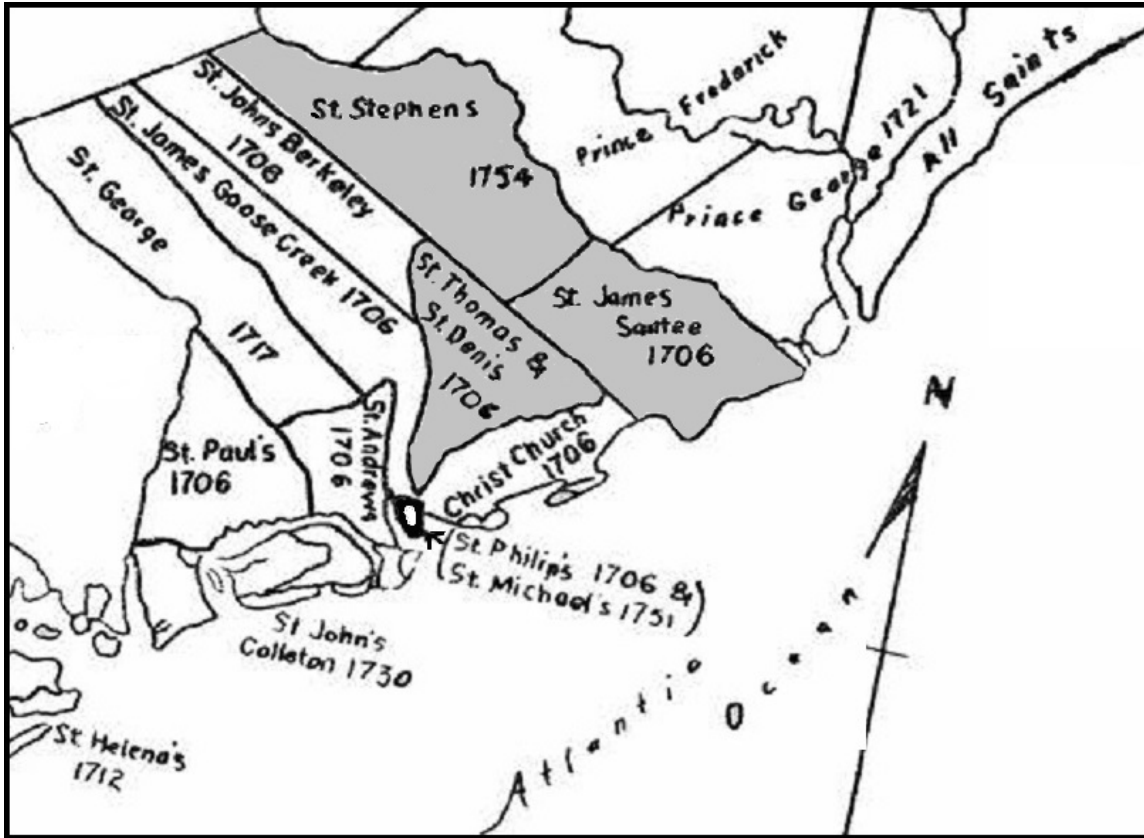 St. Stephens
1754
St. Johns Berkeley
1708
St. James Goose Creek 1706
St. George
1717
Prince Frederick
Prince George 1721
All Saints
St. Thomas &
St. Denis
1706
St. James
Santee
1706
St. Paul's
1706
St. Andrews
1706
Christ Church
1706
St. Philip's 1706 &
St. Michael's 1751
St John's
Colleton 1730
St Helena's
1712
Atlantic
Ocean
N